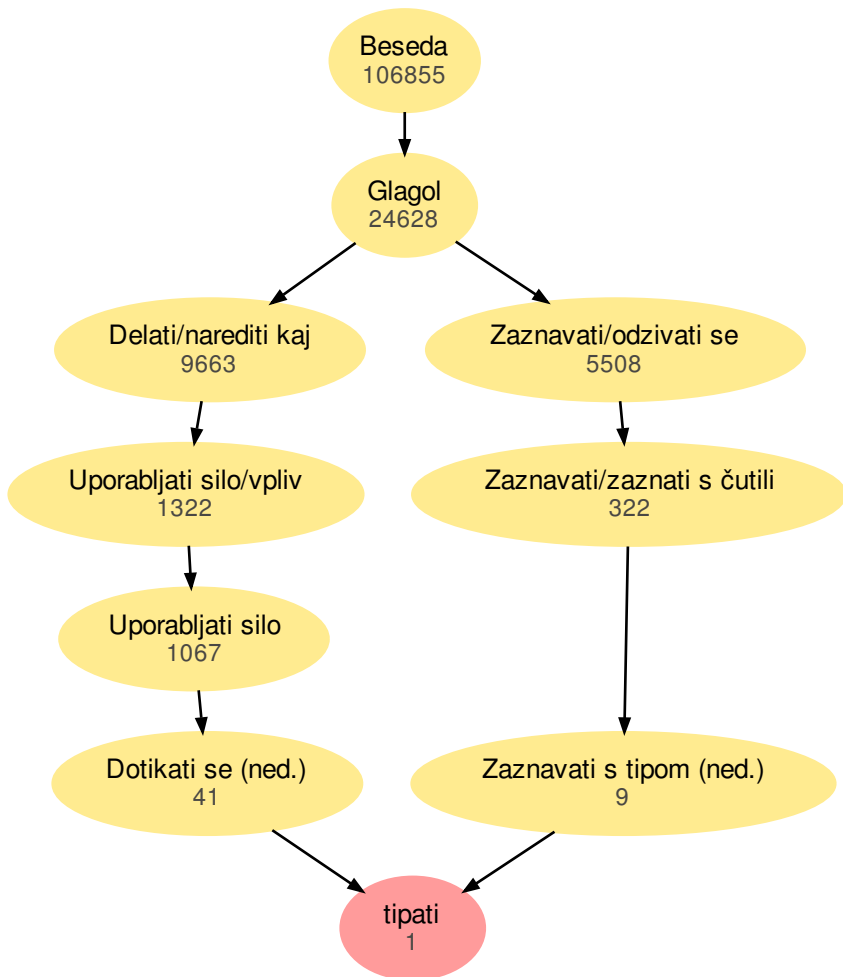 Beseda
106855
Glagol
24628
Delati/narediti kaj
9663
Zaznavati/odzivati se
5508
Uporabljati silo/vpliv
1322
Zaznavati/zaznati s čutili
322
Uporabljati silo
1067
Dotikati se (ned.)
41
Zaznavati s tipom (ned.)
9
tipati
1